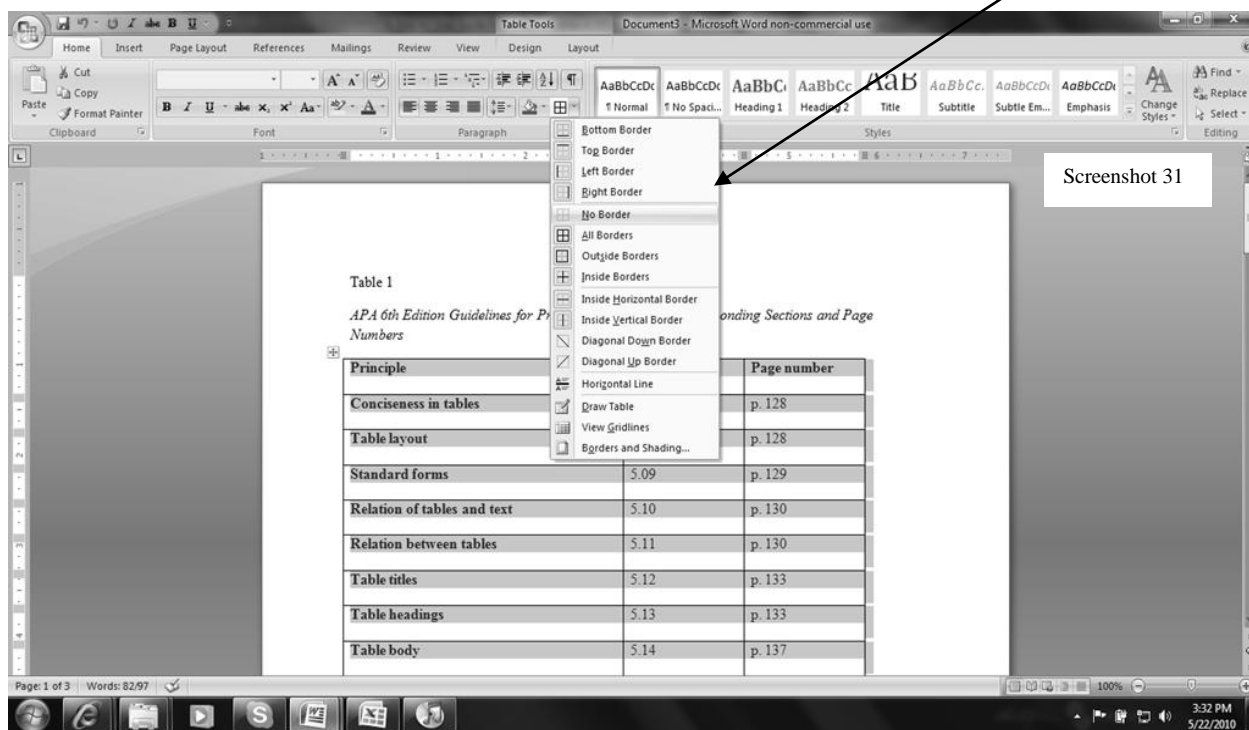 Table Tools
Document3 - Microsoft Word non-commercial use
Home Insert Page Layout References Mailings Review View Design Layout
Paste
Cut
Copy
Format Painter
Clipboard
Font
Paragraph
AaBbCcDc AaBbCcDc AaBbC AaBbCc AaB AaBbCc. AaBbCcDc AaBbCcDc
¶ Normal ¶ No Spaci... Heading 1 Heading 2 Title Subtitle Subtle Em... Emphasis
Change Styles
Styles
Find
Replace
Select
Editing
Screenshot 31
Bottom Border
Top Border
Left Border
Right Border
No Border
All Borders
Outside Borders
Inside Borders
Inside Horizontal Border
Inside Vertical Border
Diagonal Down Border
Diagonal Up Border
Horizontal Line
Draw Table
View Gridlines
Borders and Shading...
Table 1
APA 6th Edition Guidelines for Pr onding Sections and Page
Numbers
Principle Page number
Conciseness in tables p. 128
Table layout p. 128
Standard forms 5.09 p. 129
Relation of tables and text 5.10 p. 130
Relation between tables 5.11 p. 130
Table titles 5.12 p. 133
Table headings 5.13 p. 133
Table body 5.14 p. 137
Page: 1 of 3 Words: 82/97 100%
3:32 PM
5/22/2010